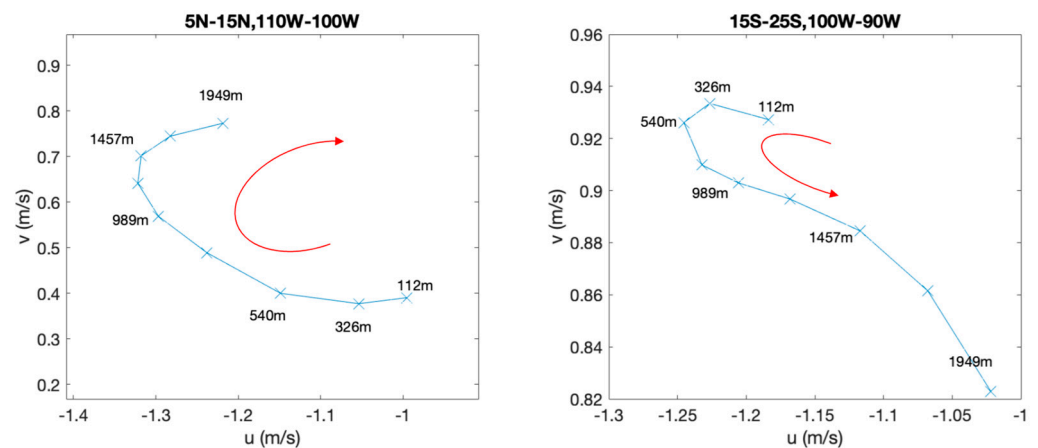 5N-15N,110W-100W
0.9
0.8
0.7
0.6
0.5
0.4
0.3
0.2
v (m/s)
1949m
1457m
989m
540m
326m
112m
-1.4
-1.3
-1.2
-1.1
-1
u (m/s)
15S-25S,100W-90W
0.96
0.94
0.92
0.9
0.88
0.86
0.84
0.82
v (m/s)
326m
112m
540m
989m
1457m
1949m
-1.3
-1.25
-1.2
-1.15
-1.1
-1.05
-1
u (m/s)